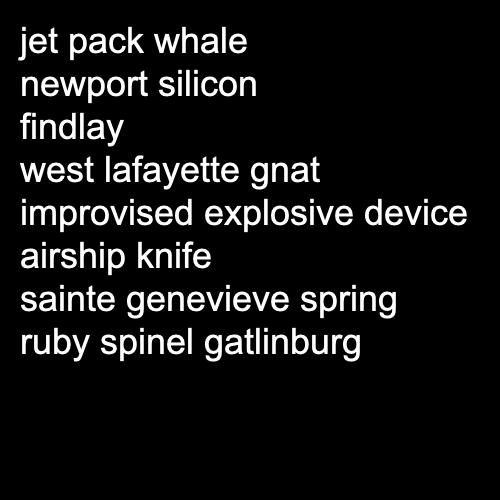 jet pack whale
newport silicon
findlay
west lafayette gnat
improvised explosive device
airship knife
sainte genevieve spring
ruby spinel gatlinburg